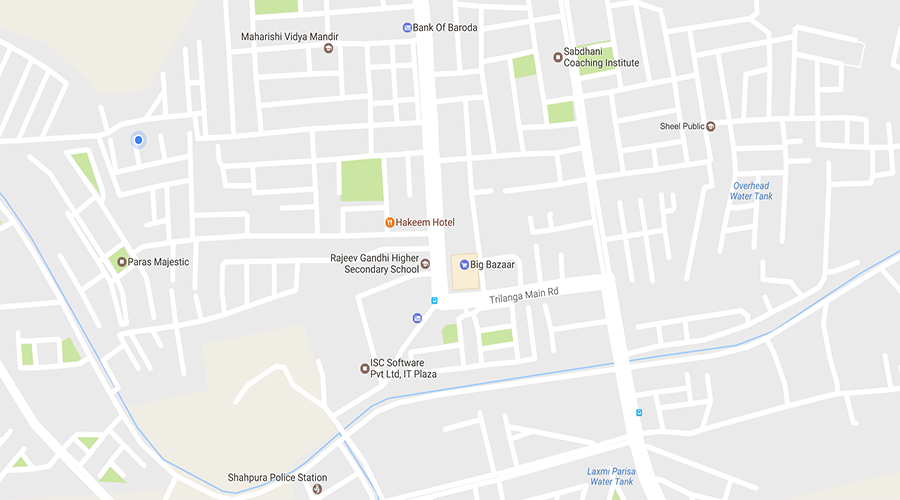 Bank Of Baroda
Maharishi Vidya Mandir
Sabdhani
Coaching Institute
Sheel Public
Overhead
Water Tank
Hakeem Hotel
Rajeev Gandhi Higher
Secondary School
Big Bazaar
Paras Majestic
Trilanga Main Rd
ISC Software
Pvt Ltd, IT Plaza
Shahpura Police Station
Laxmi Parisa
Water Tank